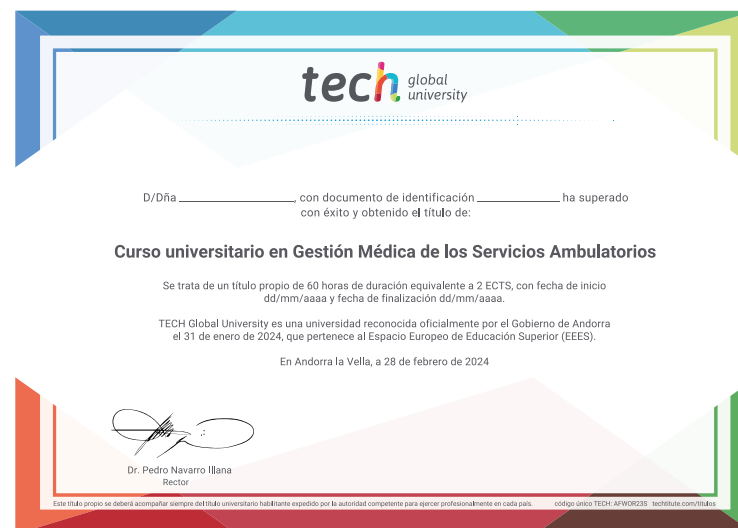 tech global university
D/Dña ____________, con documento de identificación ____________ ha superado
con éxito y obtenido el título de:
Curso universitario en Gestión Médica de los Servicios Ambulatorios
Se trata de un título propio de 60 horas de duración equivalente a 2 ECTS, con fecha de inicio
dd/mm/aaaa y fecha de finalización dd/mm/aaaa.
TECH Global University es una universidad reconocida oficialmente por el Gobierno de Andorra
el 31 de enero de 2024, que pertenece al Espacio Europeo de Educación Superior (EEES).
En Andorra la Vella, a 28 de febrero de 2024
Dr. Pedro Navarro Illana
Rector
Este título propio se deberá acompañar siempre del título universitario habilitante expedido por la autoridad competente para ejercer profesionalmente en cada país. código único TECH: AFWOR23S techtitute.com/títulos